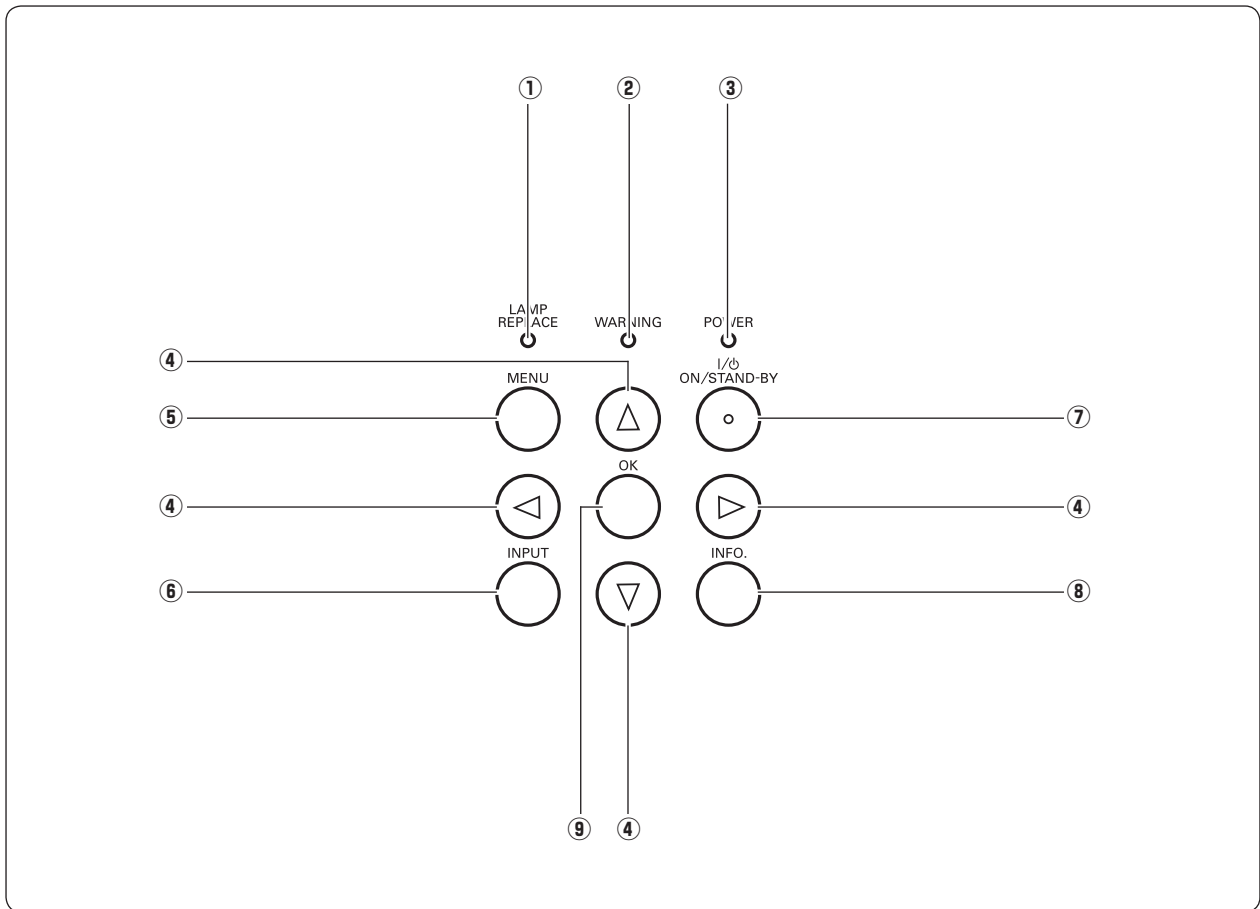 ① ② ③
LAMP
REPLACE WARNING POWER
④
I/⏻
MENU ON/STAND-BY
⑤ ⑦
OK
④ ④
INPUT INFO.
⑥ ⑧
⑨ ④